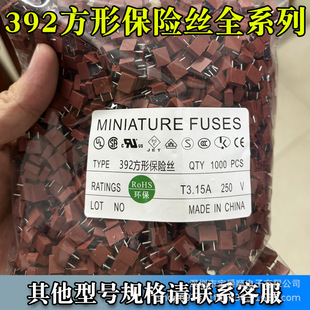 392方形保险丝全系列
MINIATURE FUSES
TYPE 392方形保险丝 QTY 1000 PCS
RATINGS RoHS 环保 T3.15A 250 V
LOT NO MADE IN CHINA
其他型号规格请联系客服